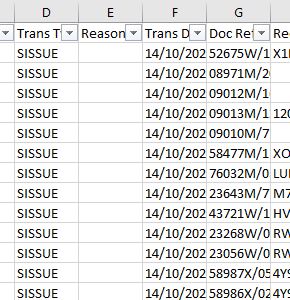 D E F G
Trans T Reason Trans D Doc Ref Re
SISSUE 14/10/202 52675W/1 X1
SISSUE 14/10/202 08971M/2
SISSUE 14/10/202 09012M/1
SISSUE 14/10/202 09013M/1 120
SISSUE 14/10/202 09010M/7
SISSUE 14/10/202 58477M/1 XO
SISSUE 14/10/202 76032M/0 LU
SISSUE 14/10/202 23643M/7 M7
SISSUE 14/10/202 43721W/1 HV
SISSUE 14/10/202 23268W/0 RW
SISSUE 14/10/202 23056W/0 RW
SISSUE 14/10/202 58987X/05 4Y9
SISSUE 14/10/202 58986X/02 4Y9